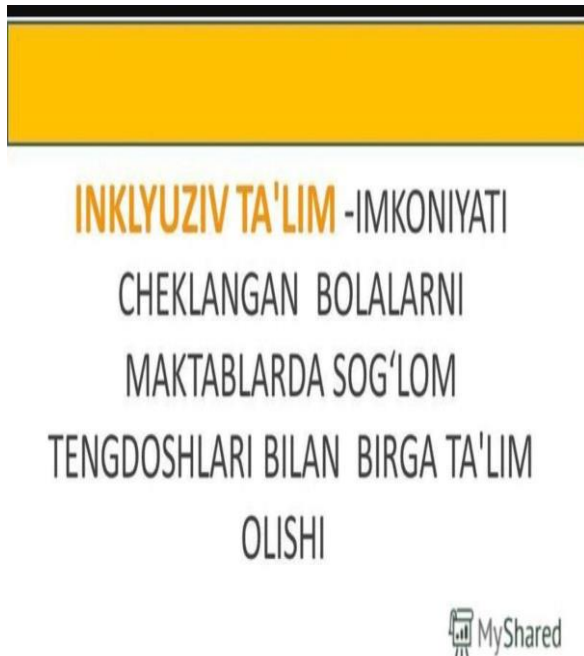 INKLYUZIV TA'LIM -IMKONIYATI
CHEKLANGAN BOLALARNI
MAKTABLARDA SOG‘LOM
TENGDOSHLARI BILAN BIRGA TA'LIM
OLISHI
MyShared